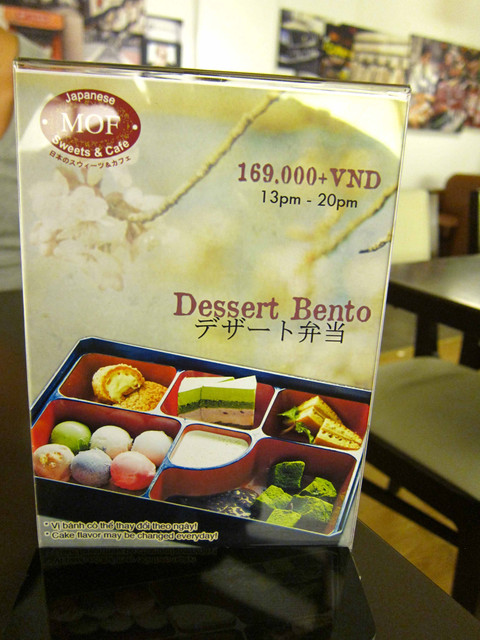 Japanese
MOF
Sweets & Cafe
日本のスウィーツ&カフェ
169.000+VND
13pm - 20pm
Dessert Bento
デザート弁当
* Vị bánh có thể thay đổi theo ngày!
* Cake flavor may be changed everyday!